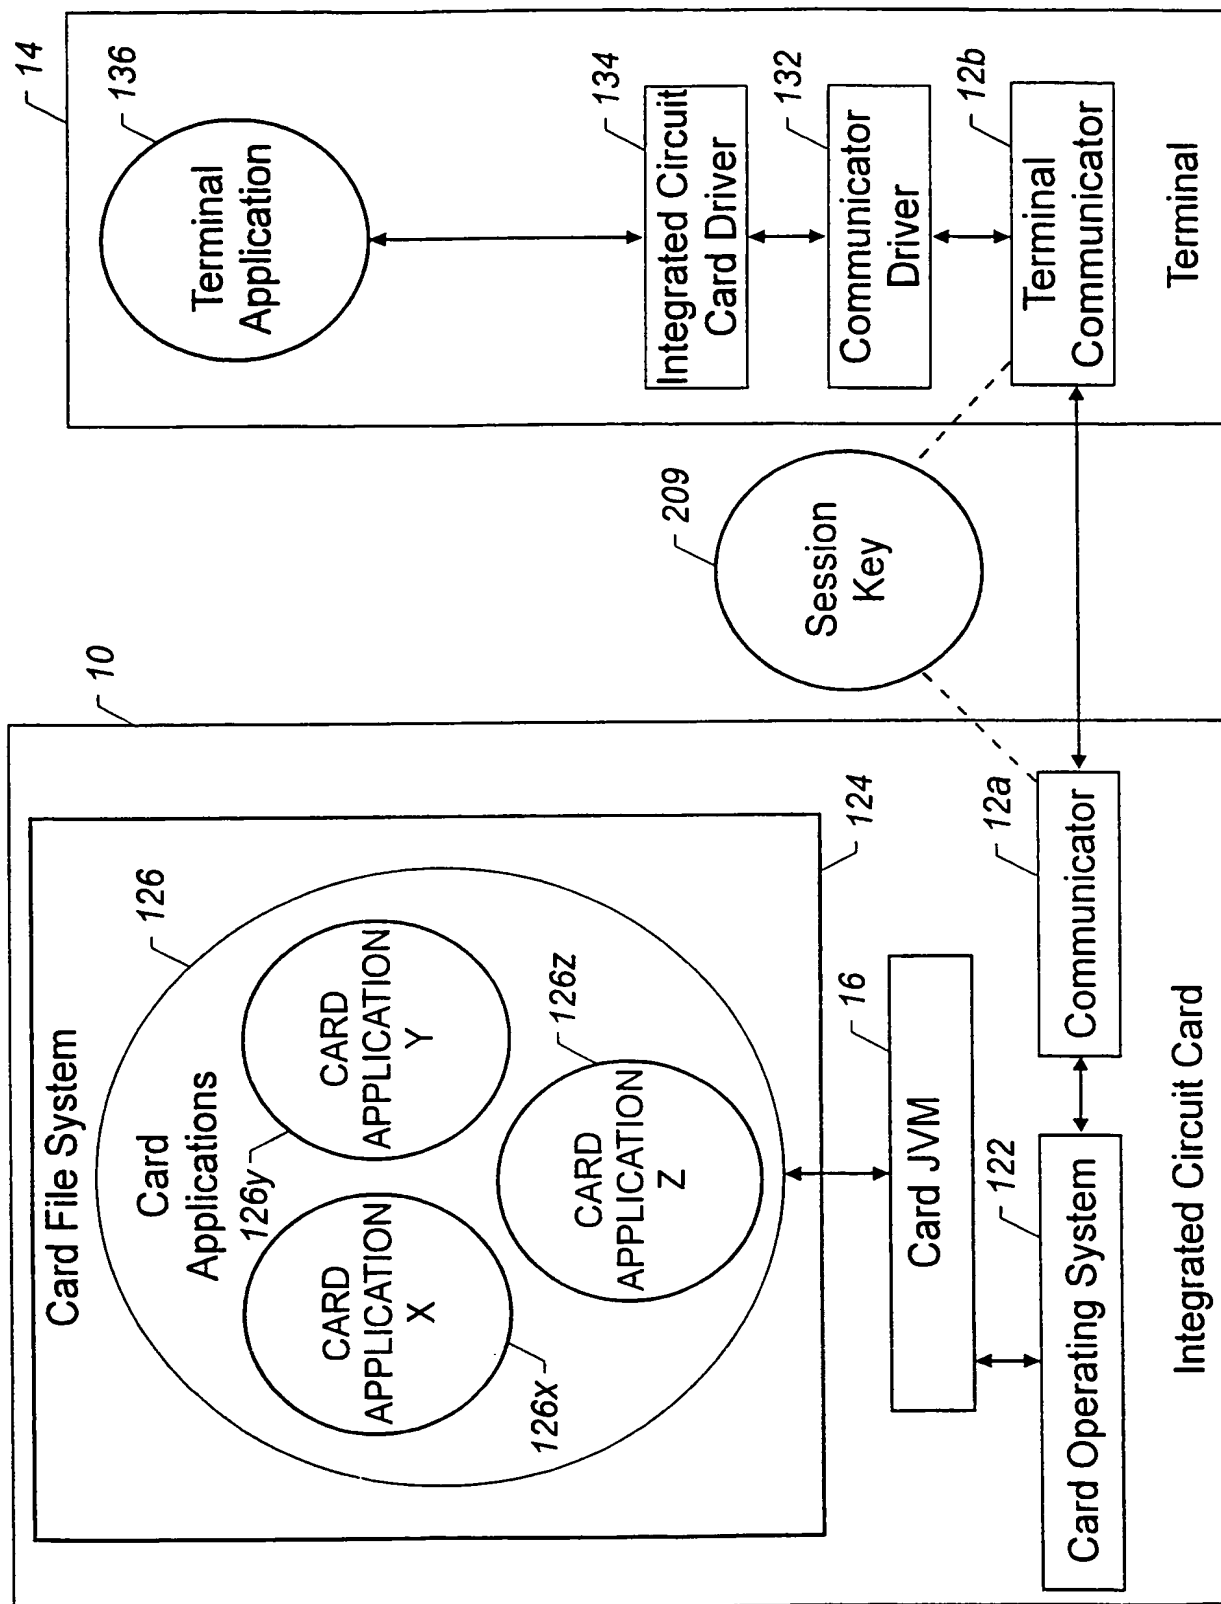 Card File System
126
Card
Applications
126y
CARD
APPLICATION
Y
CARD
APPLICATION
X
126x
CARD
APPLICATION
Z
126z
124
10
Card JVM
16
Card Operating System
122
Communicator
12a
Integrated Circuit Card
Session
Key
209
14
136
Terminal
Application
Integrated Circuit
Card Driver
134
Communicator
Driver
132
Terminal
Communicator
12b
Terminal